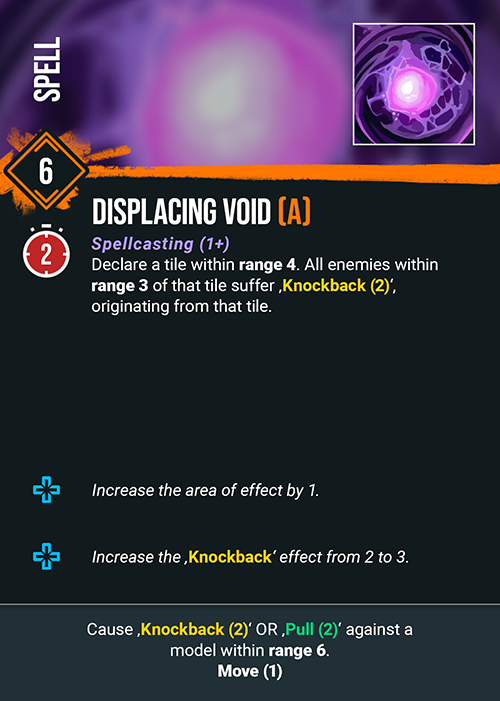 SPELL
6
DISPLACING VOID (A)
2
Spellcasting (1+)
Declare a tile within range 4. All enemies within
range 3 of that tile suffer ‚Knockback (2)‘,
originating from that tile.
Increase the area of effect by 1.
Increase the ‚Knockback‘ effect from 2 to 3.
Cause ‚Knockback (2)‘ OR ‚Pull (2)‘ against a
model within range 6.
Move (1)